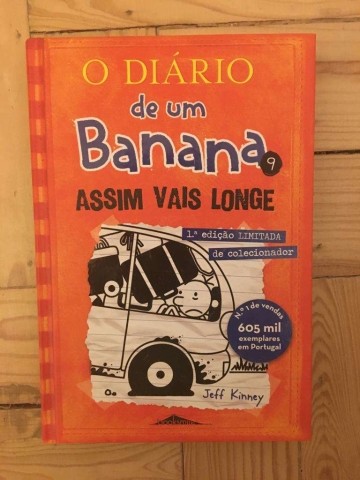 O DIÁRIO
de um
Banana
9
ASSIM VAIS LONGE
1.ª edição LIMITADA
de colecionador
N.º 1 de vendas
605 mil
exemplares
em Portugal
Jeff Kinney